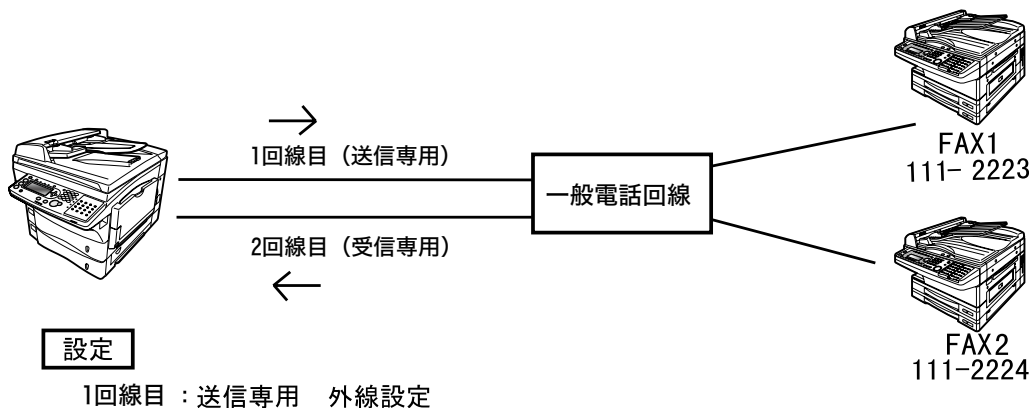 1回線目（送信専用）
一般電話回線
2回線目（受信専用）
FAX1
111- 2223
FAX2
111-2224
設定
1回線目：送信専用　外線設定